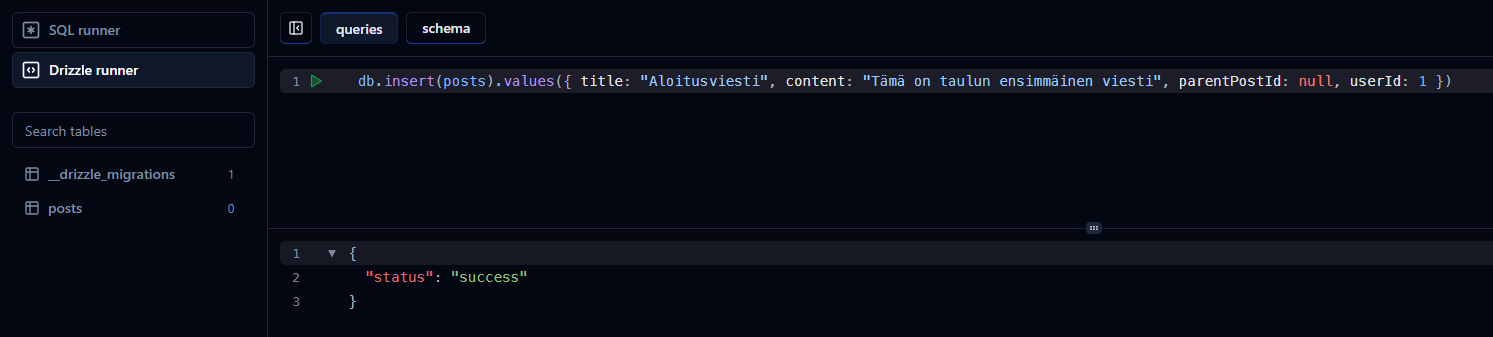 SQL runner
Drizzle runner
Search tables
__drizzle_migrations 1
posts 0
queries schema
1 db.insert(posts).values({ title: "Aloitusviesti", content: "Tämä on taulun ensimmäinen viesti", parentPostId: null, userId: 1 })
1 {
2 "status": "success"
3 }